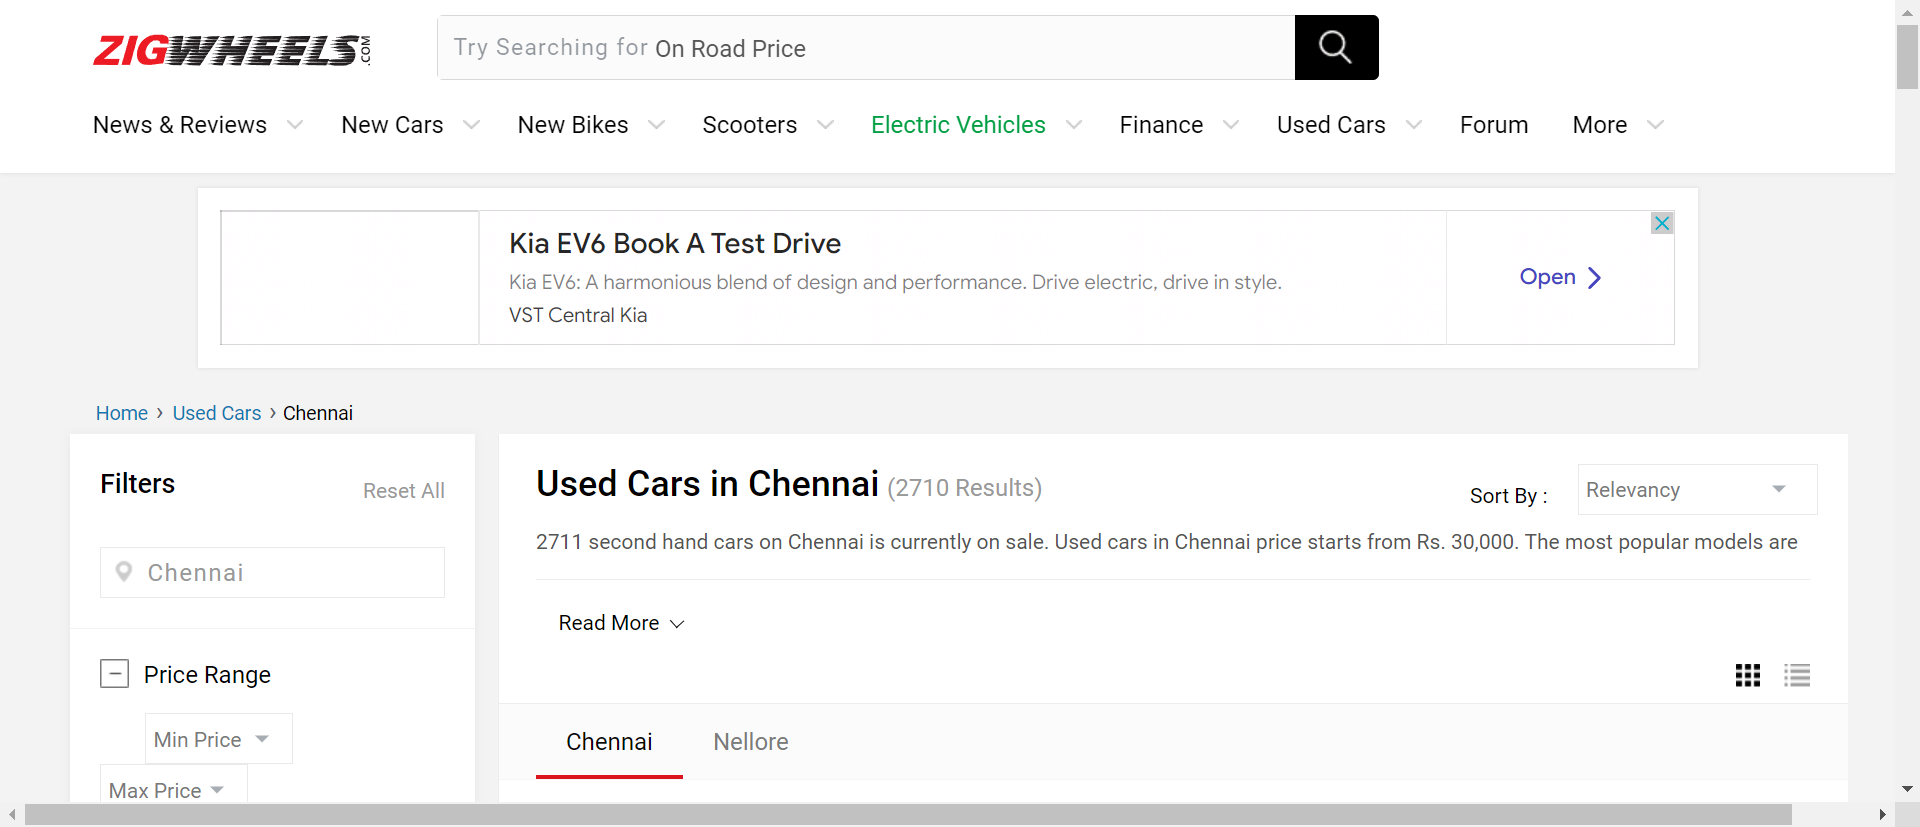 ZIGWHEELS.COM
Try Searching for On Road Price
News & Reviews New Cars New Bikes Scooters Electric Vehicles Finance Used Cars Forum More
Kia EV6 Book A Test Drive
Kia EV6: A harmonious blend of design and performance. Drive electric, drive in style.
VST Central Kia
Open
Home › Used Cars › Chennai
Filters
Reset All
Chennai
Price Range
Min Price
Max Price
Used Cars in Chennai (2710 Results)
Sort By : Relevancy
2711 second hand cars on Chennai is currently on sale. Used cars in Chennai price starts from Rs. 30,000. The most popular models are
Read More
Chennai Nellore